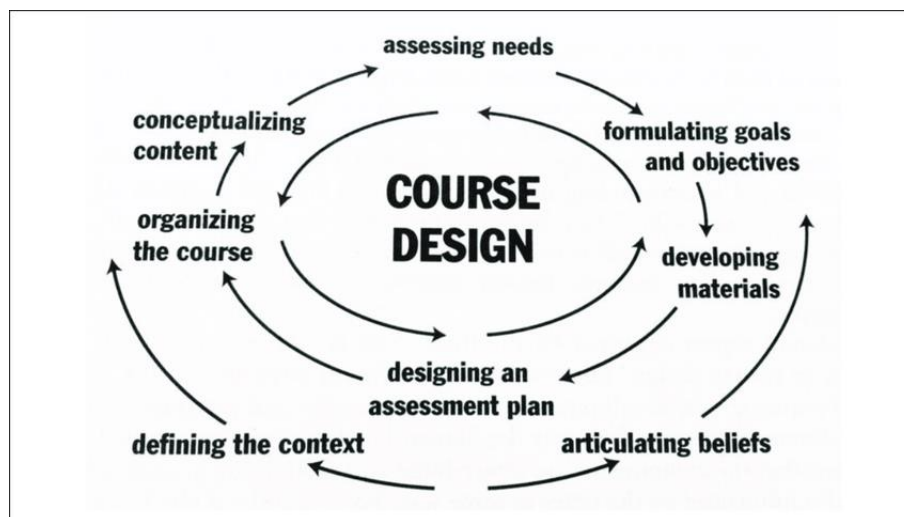 assessing needs
conceptualizing
content
formulating goals
and objectives
COURSE
DESIGN
organizing
the course
developing
materials
designing an
assessment plan
defining the context
articulating beliefs